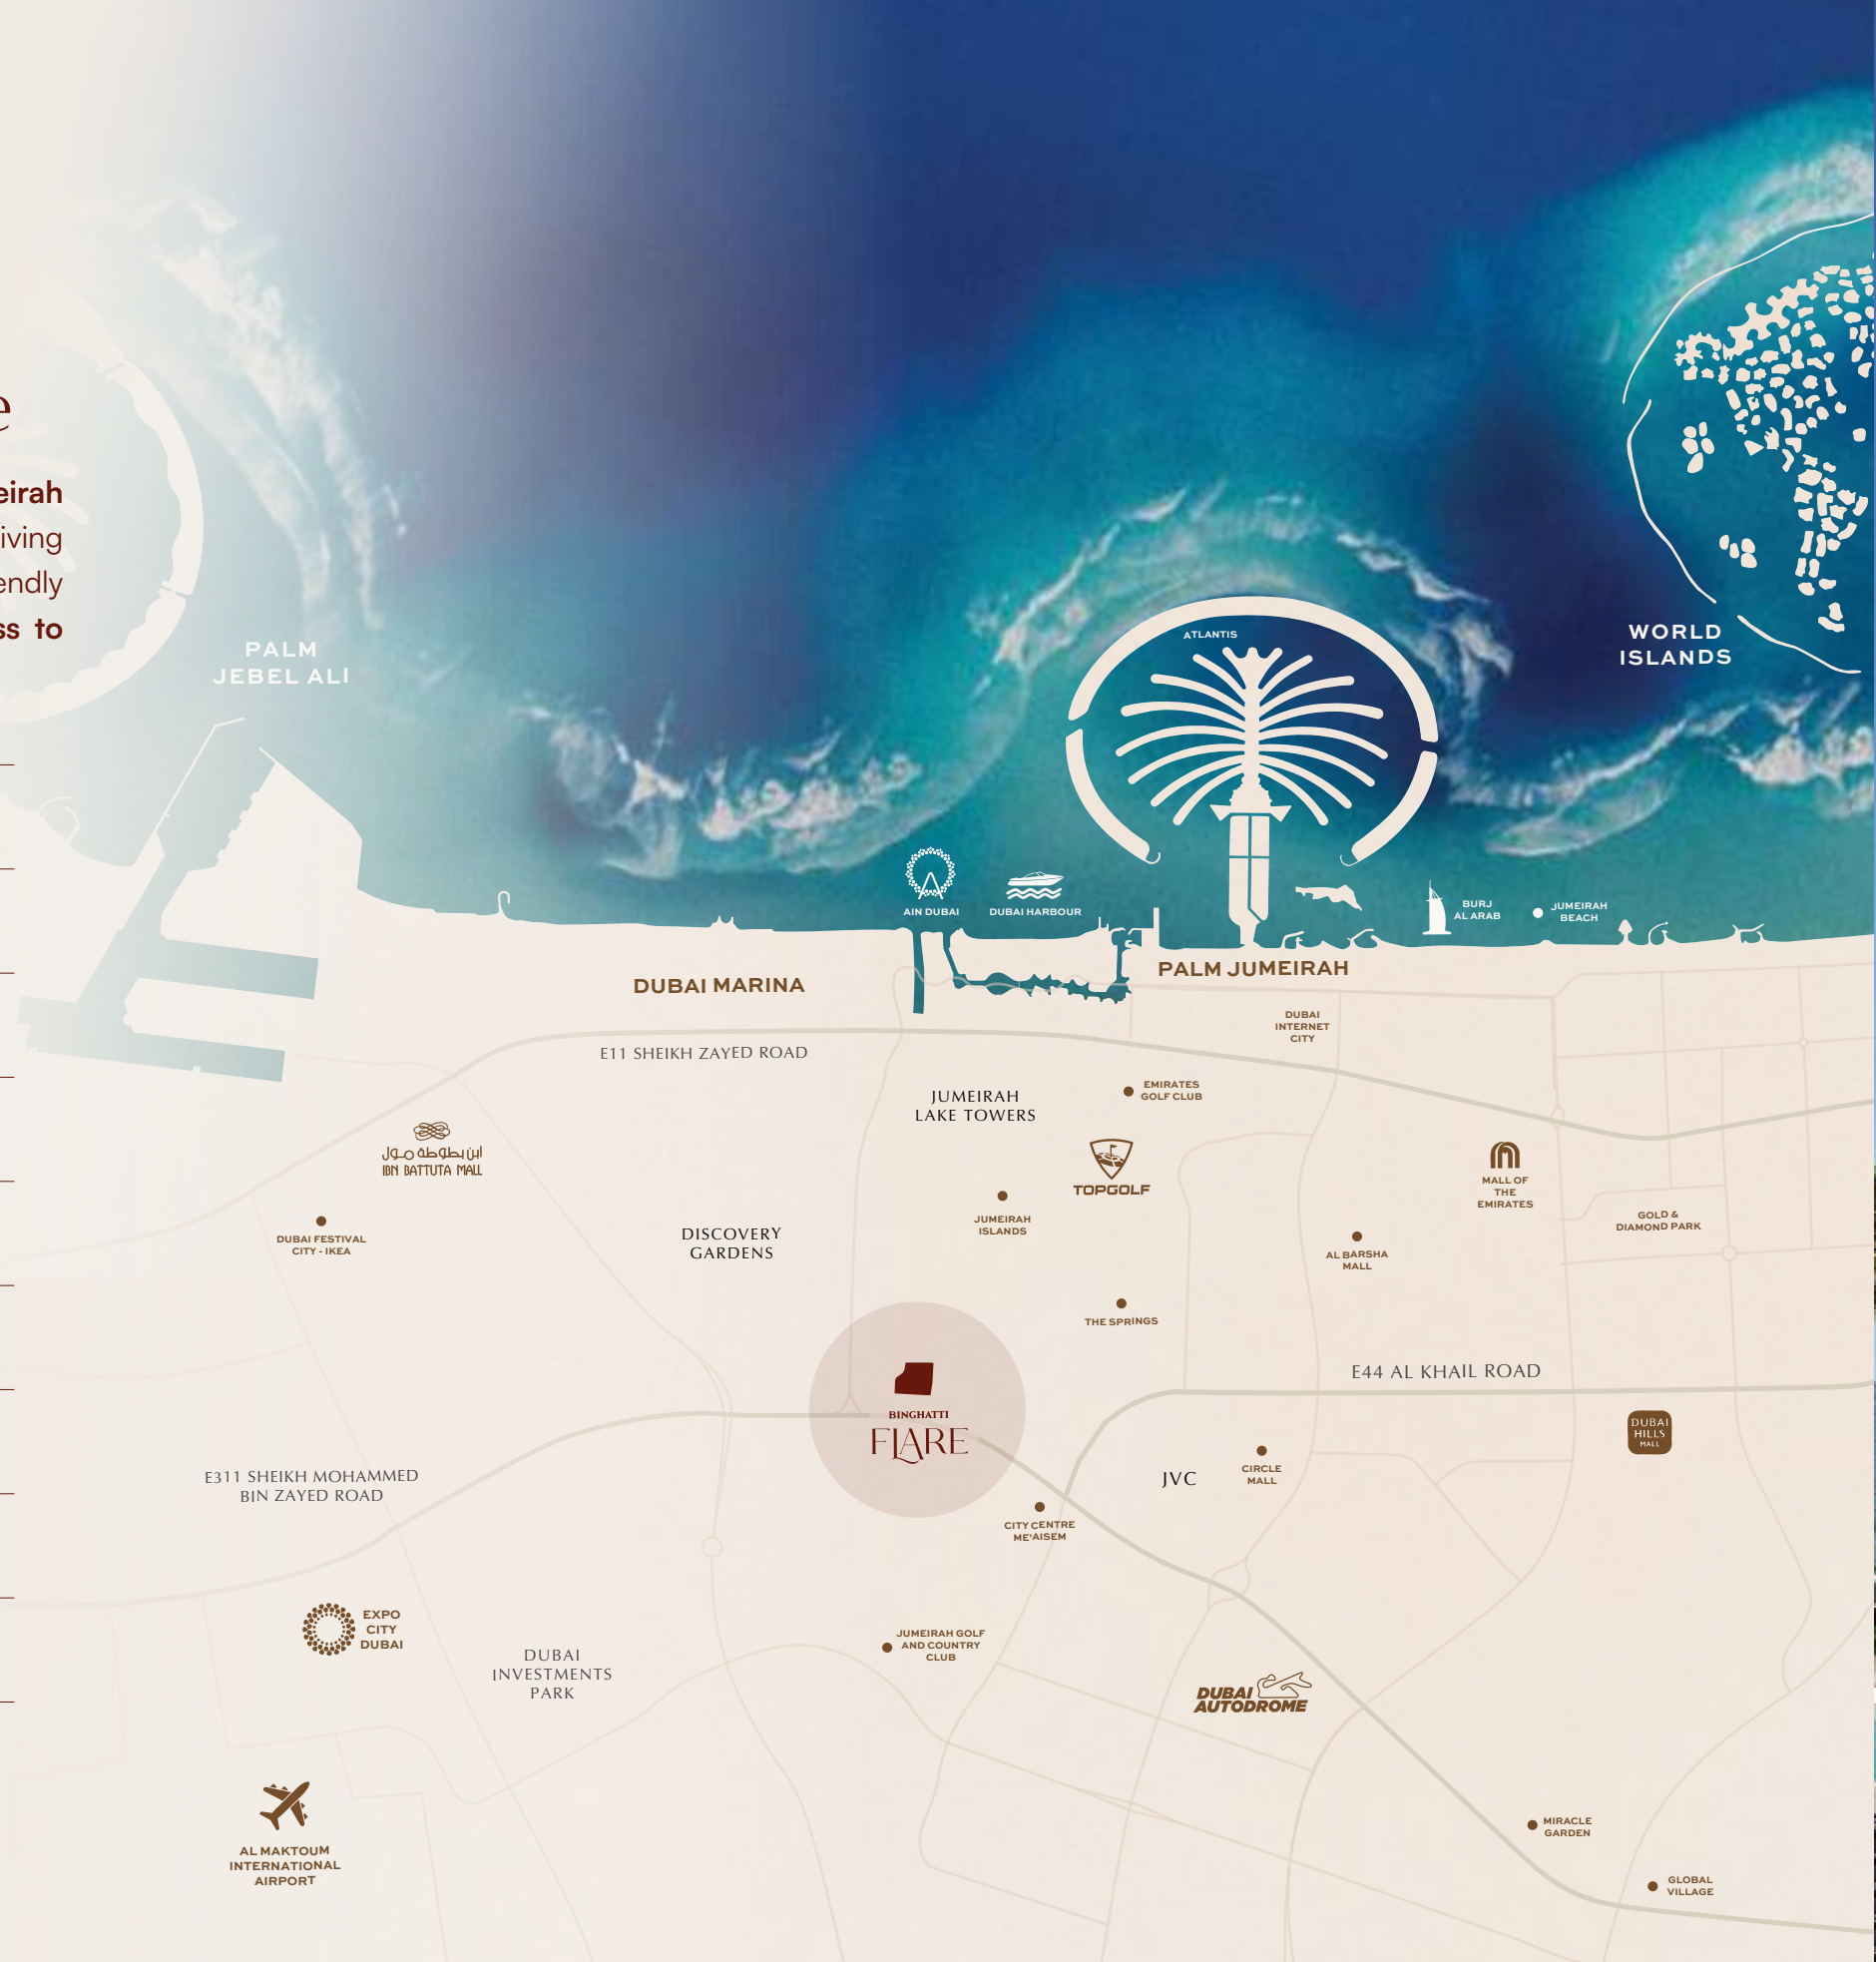 e
eirah
iving
endly
ss to
PALM
JEBEL ALI
ATLANTIS
WORLD
ISLANDS
AIN DUBAI
DUBAI HARBOUR
BURJ
AL ARAB
JUMEIRAH
BEACH
DUBAI MARINA
PALM JUMEIRAH
DUBAI
INTERNET
CITY
E11 SHEIKH ZAYED ROAD
JUMEIRAH
LAKE TOWERS
EMIRATES
GOLF CLUB
ابن بطوطة مول
IBN BATTUTA MALL
TOPGOLF
MALL OF
THE
EMIRATES
DUBAI FESTIVAL
CITY - IKEA
DISCOVERY
GARDENS
JUMEIRAH
ISLANDS
GOLD &
DIAMOND PARK
AL BARSHA
MALL
THE SPRINGS
E44 AL KHAIL ROAD
BINGHATTI
FLARE
DUBAI
HILLS
MALL
E311 SHEIKH MOHAMMED
BIN ZAYED ROAD
JVC
CIRCLE
MALL
CITY CENTRE
ME'AISEM
EXPO
CITY
DUBAI
DUBAI
INVESTMENTS
PARK
JUMEIRAH GOLF
AND COUNTRY
CLUB
DUBAI
AUTODROME
AL MAKTOUM
INTERNATIONAL
AIRPORT
MIRACLE
GARDEN
GLOBAL
VILLAGE